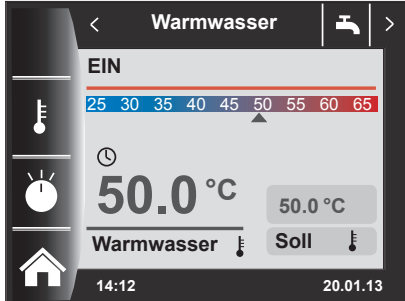 < Warmwasser >
EIN
25 30 35 40 45 50 55 60 65
50.0 °C
50.0 °C
Warmwasser
Soll
14:12 20.01.13